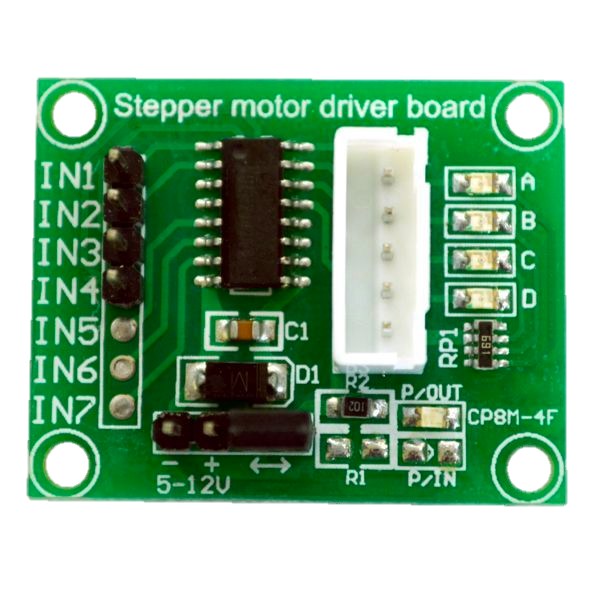 Stepper motor driver board
IN1
IN2
IN3
IN4
IN5
IN6
IN7
A
B
C
D
RP1
691
C1
D1
M
R2
102
P/OUT
CP8M-4F
- + ↔
5-12V
R1
P/IN